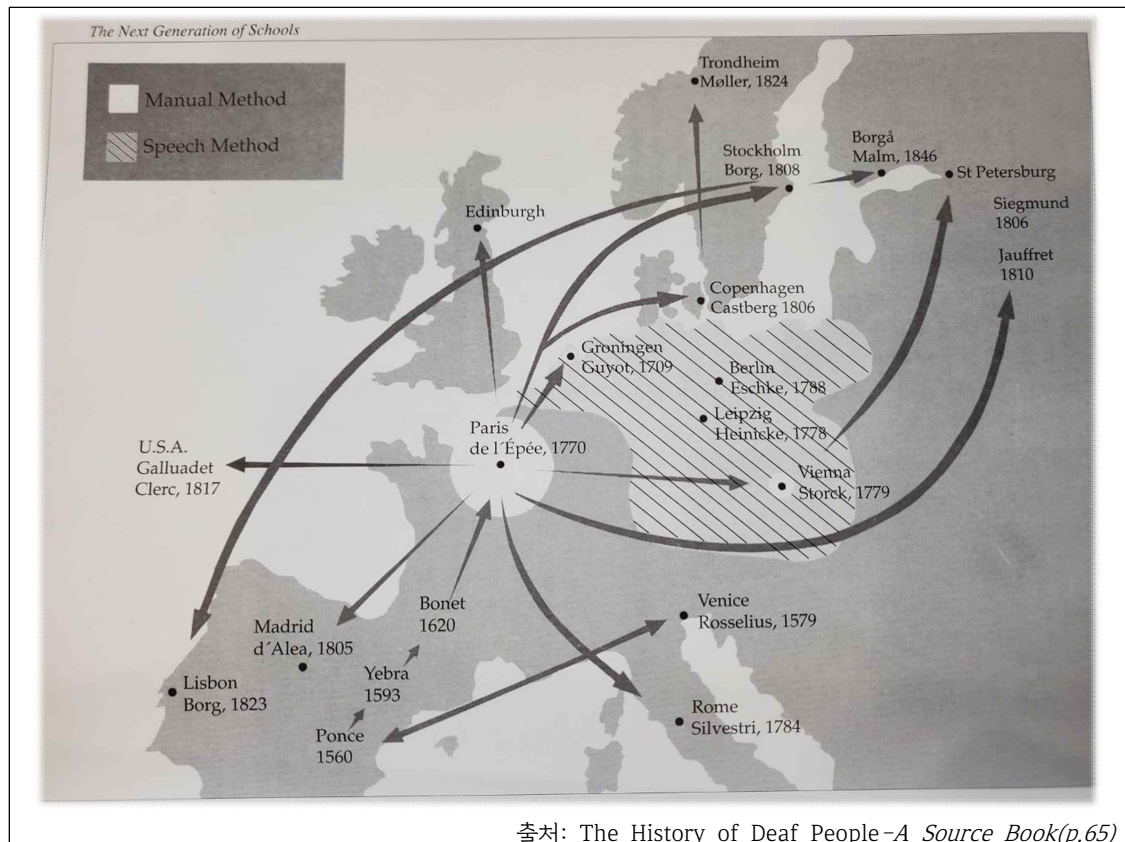 The Next Generation of Schools
Manual Method
Speech Method
Trondheim
Møller, 1824
Stockholm
Borg, 1808
Borgå
Malm, 1846
St Petersburg
Siegmund
1806
Jauffret
1810
Edinburgh
Copenhagen
Castberg 1806
Groningen
Guyot, 1709
Berlin
Eschke, 1788
Leipzig
Heinicke, 1778
Paris
de l´Épée, 1770
Vienna
Storck, 1779
U.S.A.
Galluadet
Clerc, 1817
Bonet
1620
Madrid
d´Alea, 1805
Yebra
1593
Lisbon
Borg, 1823
Ponce
1560
Venice
Rosselius, 1579
Rome
Silvestri, 1784
출처: The History of Deaf People-A Source Book(p.65)